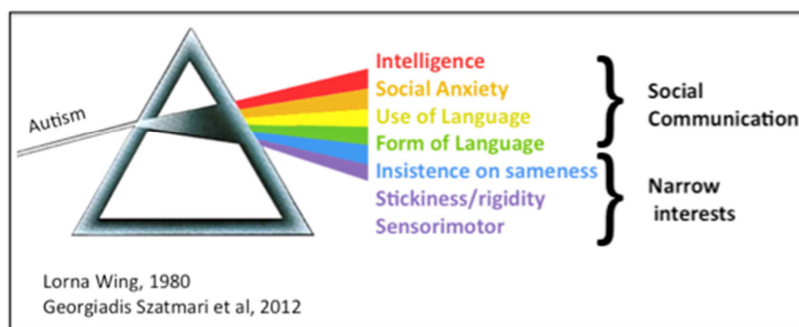 Autism
Intelligence
Social Anxiety
Use of Language
Form of Language
Insistence on sameness
Stickiness/rigidity
Sensorimotor
Social
Communication
Narrow
interests
Lorna Wing, 1980
Georgiadis Szatmari et al, 2012